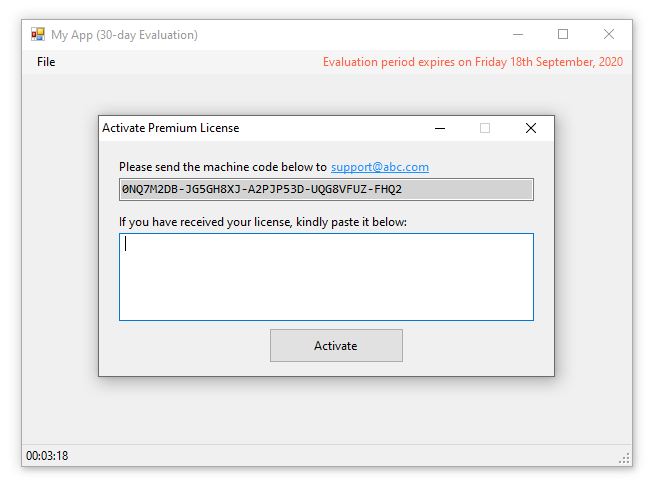 My App (30-day Evaluation)
File
Evaluation period expires on Friday 18th September, 2020
Activate Premium License
Please send the machine code below to support@abc.com
0NQ7M2DB-JG5GH8XJ-A2PJP53D-UQG8VFUZ-FHQ2
If you have received your license, kindly paste it below:
Activate
00:03:18